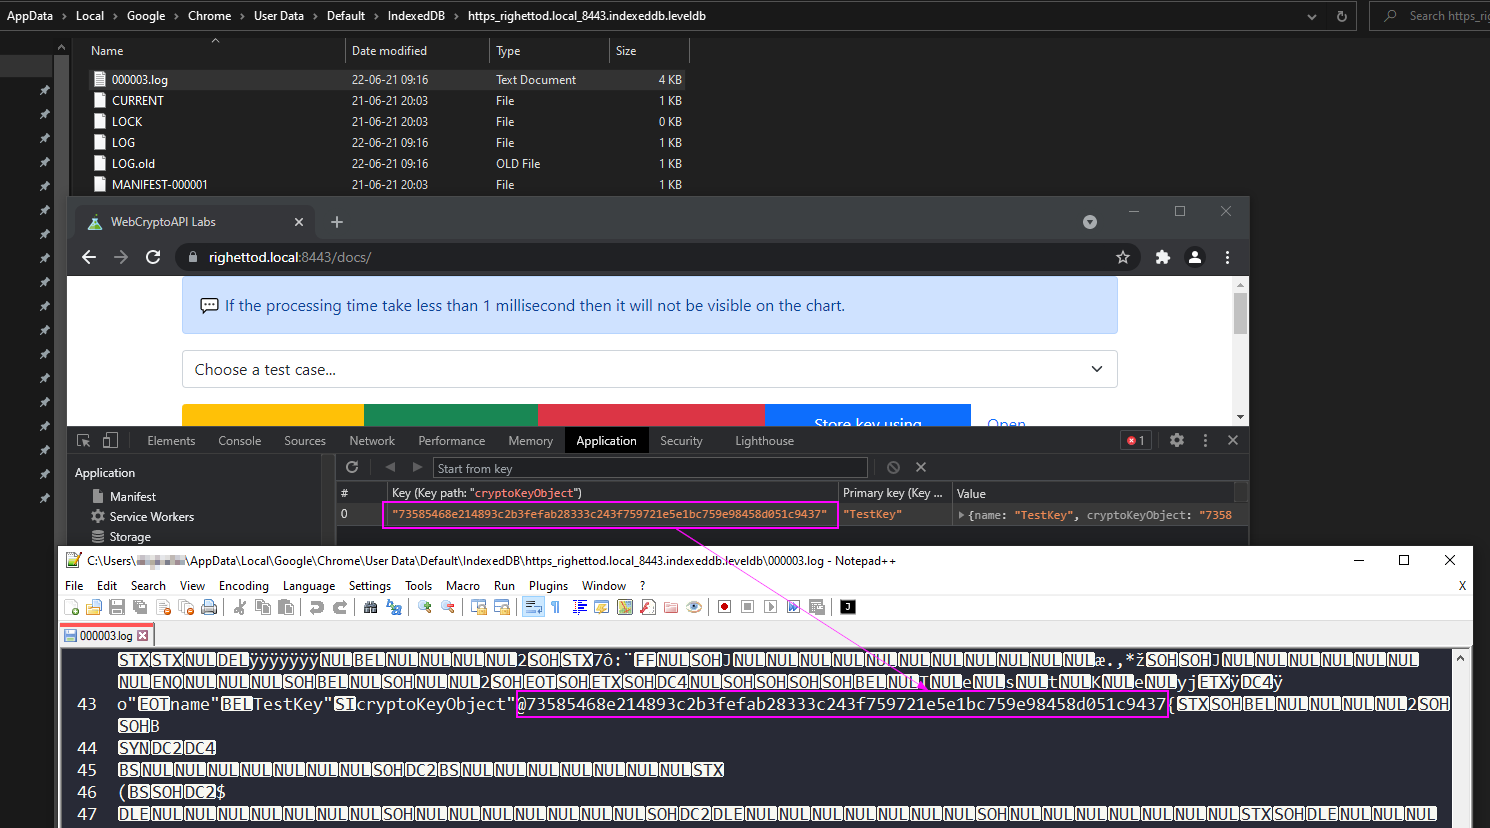 AppData > Local > Google > Chrome > User Data > Default > IndexedDB > https_righettod.local_8443.indexeddb.leveldb
Search https_rig
Name Date modified Type Size
000003.log 22-06-21 09:16 Text Document 4 KB
CURRENT 21-06-21 20:03 File 1 KB
LOCK 21-06-21 20:03 File 0 KB
LOG 22-06-21 09:16 File 1 KB
LOG.old 22-06-21 09:16 OLD File 1 KB
MANIFEST-000001 21-06-21 20:03 File 1 KB
WebCryptoAPI Labs
righettod.local:8443/docs/
If the processing time take less than 1 millisecond then it will not be visible on the chart.
Choose a test case...
Store key using Open
Elements Console Sources Network Performance Memory Application Security Lighthouse 1
Application
Start from key
Manifest
Service Workers
Storage
# Key (Key path: "cryptoKeyObject") Primary key (Key ... Value
0 "73585468e214893c2b3fefab28333c243f759721e5e1bc759e98458d051c9437" "TestKey" {name: "TestKey", cryptoKeyObject: "7358
C:\Users\ \AppData\Local\Google\Chrome\User Data\Default\IndexedDB\https_righettod.local_8443.indexeddb.leveldb\000003.log - Notepad++
File Edit Search View Encoding Language Settings Tools Macro Run Plugins Window ? X
000003.log
STXSTXNULDELÿÿÿÿÿÿÿNULBELNULNULNULNUL2SOHSTX7ô:¨FFNULSOHJNULNULNULNULNULNULNULNULNULNULNULæ.,*žSOHSOHJNULNULNULNULNULNUL
NULENQNULNULNULSOHBELNULSOHNULNUL2SOHEOTSOHETXSOHDC4NULSOHSOHSOHSOHBELNULTNULeNULsNULtNULKNULeNULyjETXÿDC4ÿ
43 o"EOTname"BELTestKey"SIcryptoKeyObject"@73585468e214893c2b3fefab28333c243f759721e5e1bc759e98458d051c9437{STXSOHBELNULNULNULNUL2SOH
SOHB
44 SYNDC2DC4
45 BSNULNULNULNULNULNULNULSOHDC2BSNULNULNULNULNULNULNULSTX
46 (BSSOHDC2$
47 DLENULNULNULNULNULNULNULSOHNULNULNULNULNULNULNULSOHDC2DLENULNULNULNULNULNULNULSOHNULNULNULNULNULNULNULSTXSOHDLENULNULNUL